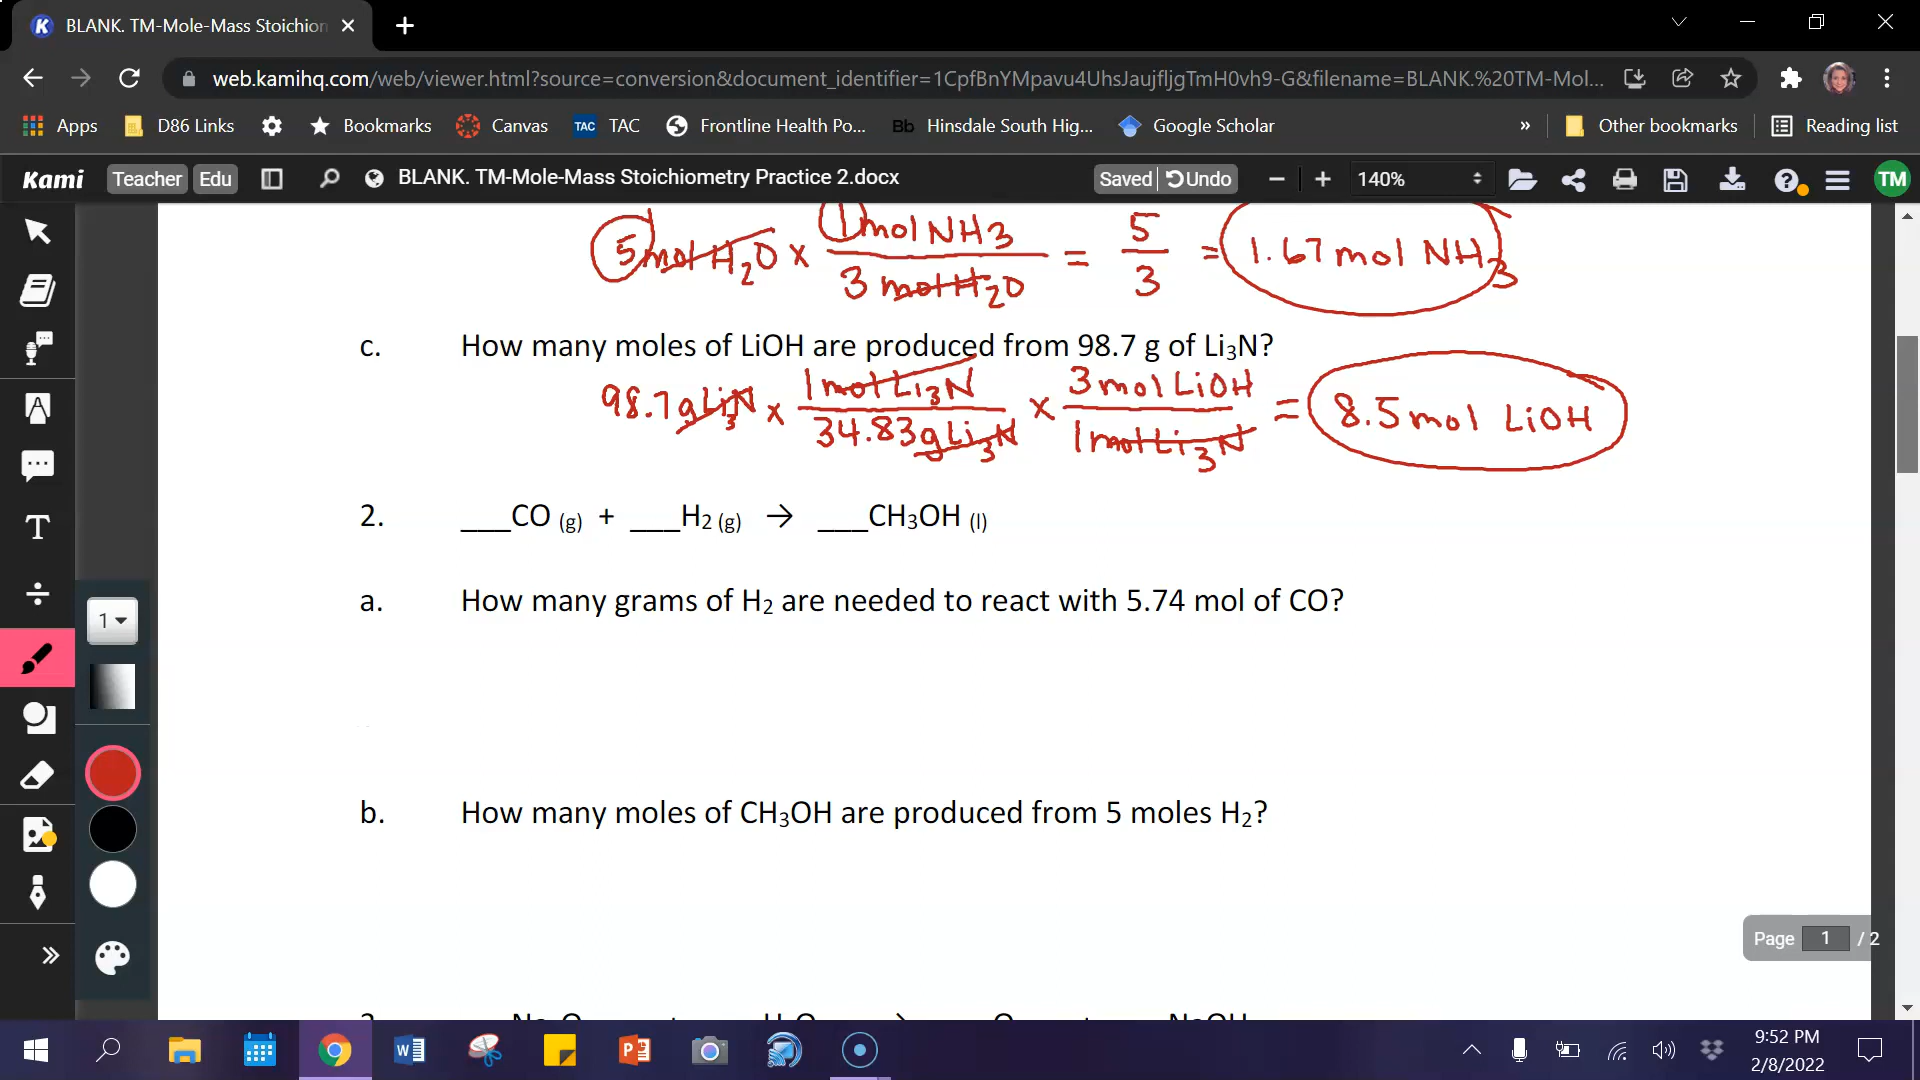 BLANK. TM-Mole-Mass Stoichion
web.kamihq.com/web/viewer.html?source=conversion&document_identifier=1CpfBnYMpavu4UhsJaujfljgTmH0vh9-G&filename=BLANK.%20TM-Mol...
Apps D86 Links Bookmarks Canvas TAC TAC Frontline Health Po... Bb Hinsdale South Hig... Google Scholar » Other bookmarks Reading list
Kami Teacher Edu BLANK. TM-Mole-Mass Stoichiometry Practice 2.docx Saved Undo 140% TM
5 mol H₂O x 1 mol NH₃ / 3 mol H₂O = 5/3 = 1.67 mol NH₃
c. How many moles of LiOH are produced from 98.7 g of Li₃N?
98.7 g Li₃N x 1 mol Li₃N / 34.83 g Li₃N x 3 mol LiOH / 1 mol Li₃N = 8.5 mol LiOH
2. ___CO (g) + ___H₂ (g) → ___CH₃OH (l)
a. How many grams of H₂ are needed to react with 5.74 mol of CO?
1
b. How many moles of CH₃OH are produced from 5 moles H₂?
Page 1 / 2
9:52 PM
2/8/2022